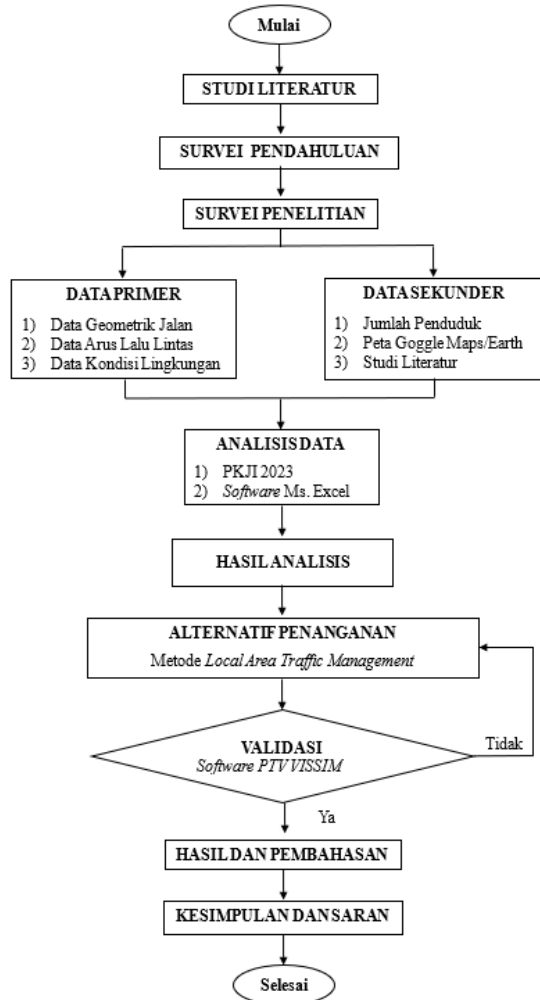 Mulai
STUDI LITERATUR
SURVEI PENDAHULUAN
SURVEI PENELITIAN
DATA PRIMER
1) Data Geometrik Jalan
2) Data Arus Lalu Lintas
3) Data Kondisi Lingkungan
DATA SEKUNDER
1) Jumlah Penduduk
2) Peta Goggle Maps/Earth
3) Studi Literatur
ANALISIS DATA
1) PKJI 2023
2) Software Ms. Excel
HASIL ANALISIS
ALTERNATIF PENANGANAN
Metode Local Area Traffic Management
VALIDASI
Software PTV VISSIM
Tidak
Ya
HASIL DAN PEMBAHASAN
KESIMPULAN DAN SARAN
Selesai